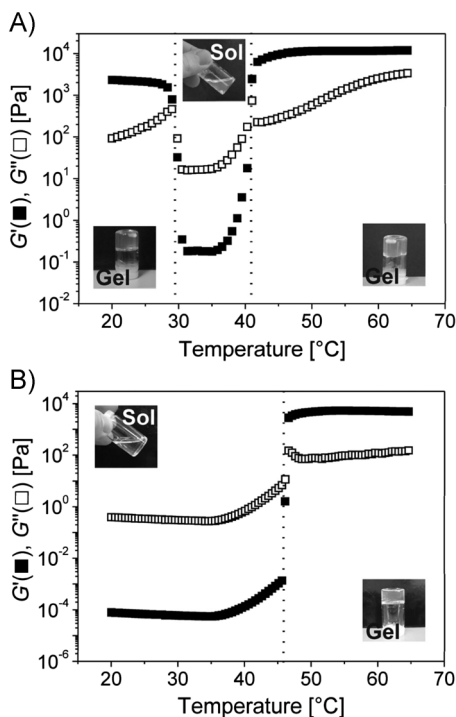 A)
Sol
10⁴
10³
10²
10¹
10⁰
10⁻¹
10⁻²
G'(■), G''(□) [Pa]
Gel
Gel
20 30 40 50 60 70
Temperature [°C]
B)
Sol
10⁴
10²
10⁰
10⁻²
10⁻⁴
10⁻⁶
G'(■), G''(□) [Pa]
Gel
20 30 40 50 60 70
Temperature [°C]